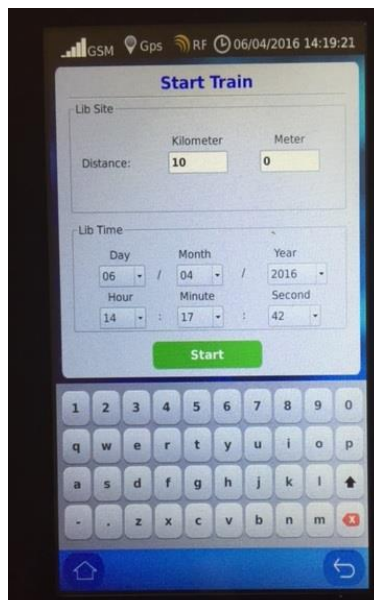 GSM Gps RF 06/04/2016 14:19:21
Start Train
Lib Site
Kilometer Meter
Distance: 10 0
Lib Time
Day Month Year
06 / 04 / 2016
Hour Minute Second
14 : 17 : 42
Start
1 2 3 4 5 6 7 8 9 0
q w e r t y u i o p
a s d f g h j k l
- . z x c v b n m